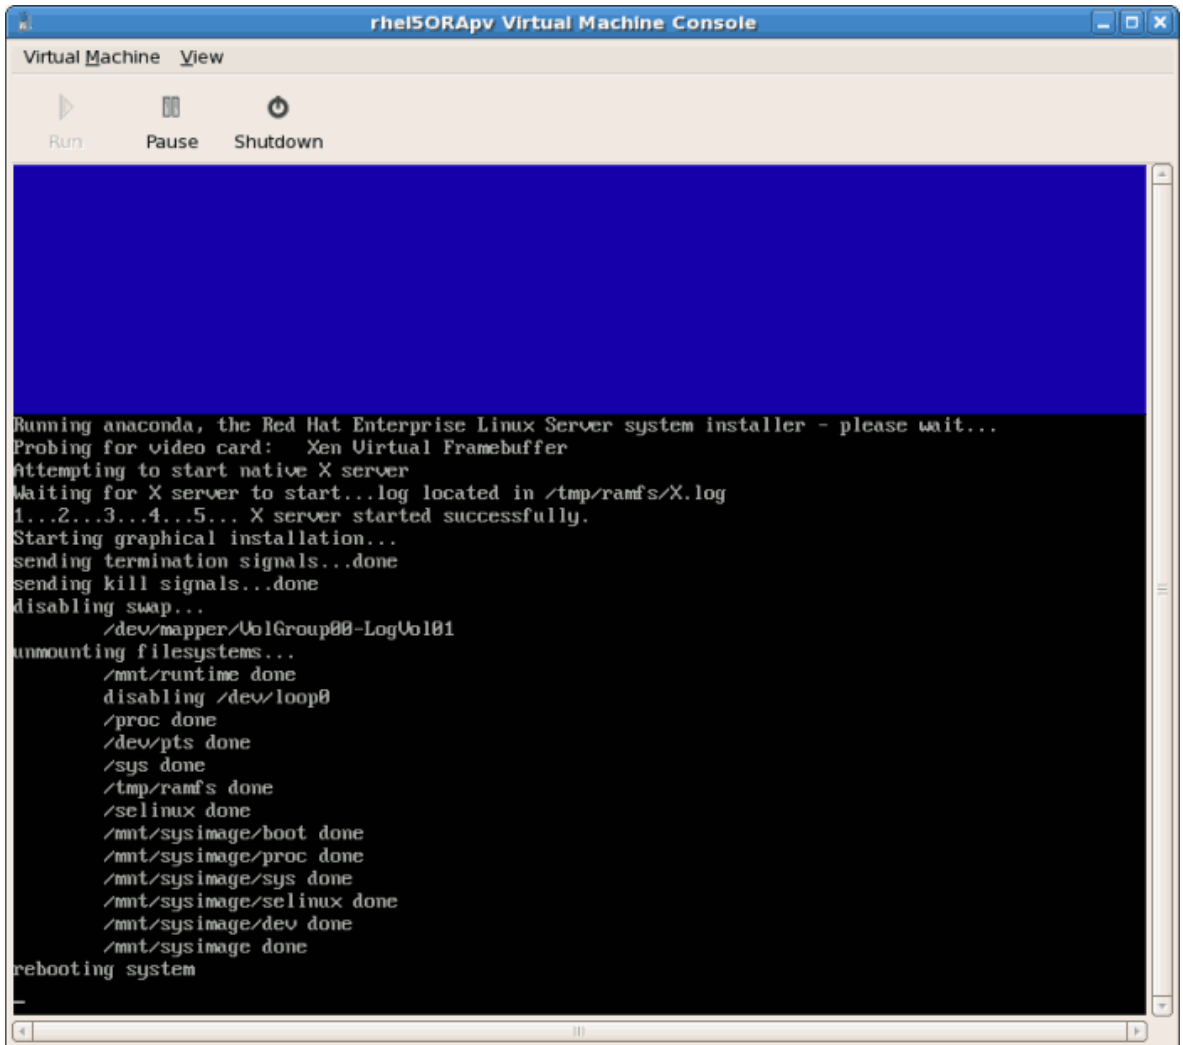 rhel5ORApv Virtual Machine Console
Virtual Machine View
Run Pause Shutdown
Running anaconda, the Red Hat Enterprise Linux Server system installer - please wait...
Probing for video card:   Xen Virtual Framebuffer
Attempting to start native X server
Waiting for X server to start...log located in /tmp/ramfs/X.log
1...2...3...4...5... X server started successfully.
Starting graphical installation...
sending termination signals...done
sending kill signals...done
disabling swap...
/dev/mapper/VolGroup00-LogVol01
unmounting filesystems...
/mnt/runtime done
disabling /dev/loop0
/proc done
/dev/pts done
/sys done
/tmp/ramfs done
/selinux done
/mnt/sysimage/boot done
/mnt/sysimage/proc done
/mnt/sysimage/sys done
/mnt/sysimage/selinux done
/mnt/sysimage/dev done
/mnt/sysimage done
rebooting system